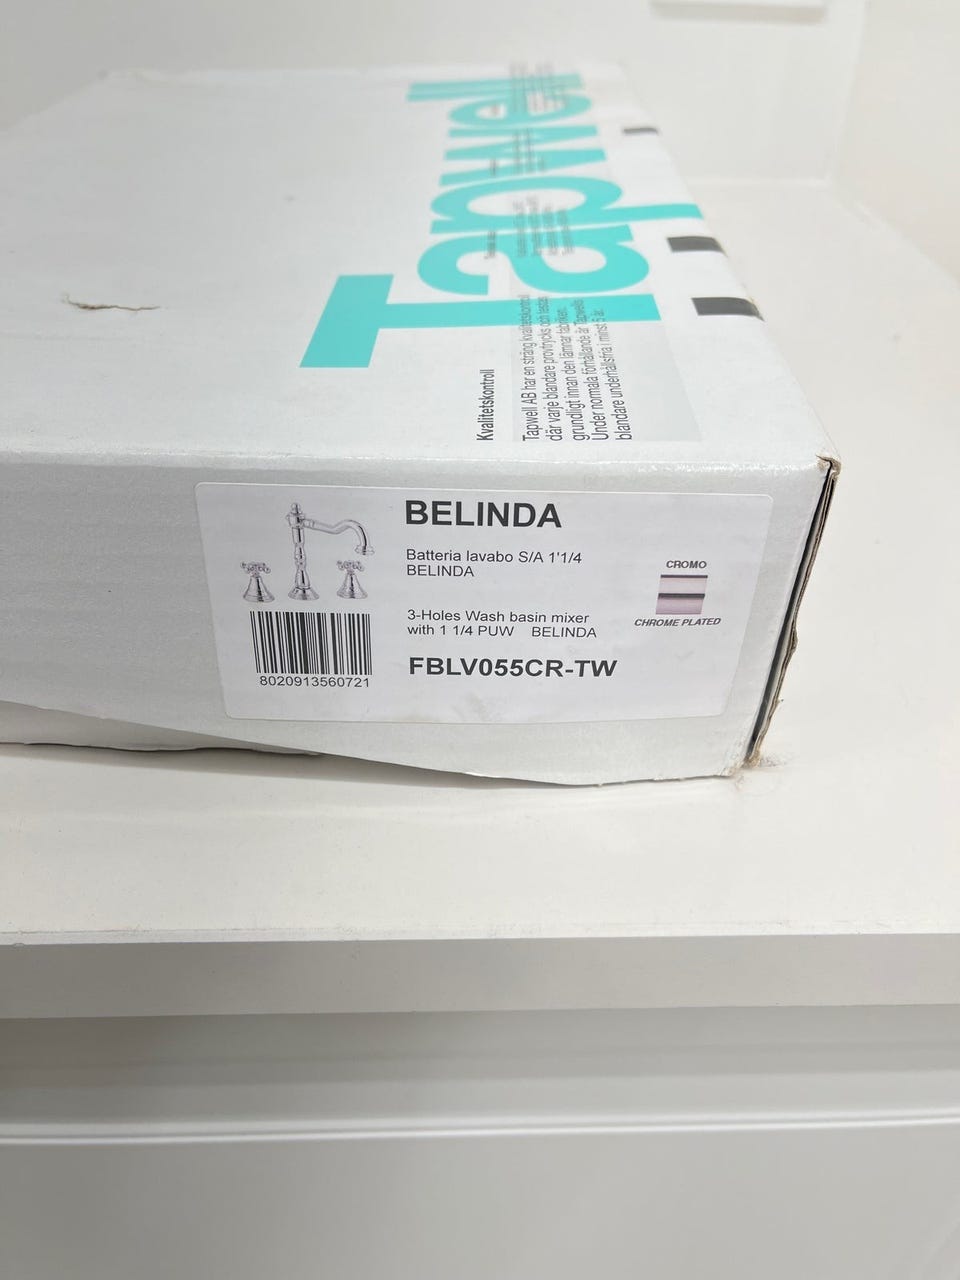 Tapwell
Kvalitetskontroll
Tapwell AB har en sträng kvalitetskontroll
där varje blandare provtrycks och testas
grundligt innan den lämnar fabriken.
Under normala förhållande är Tapwells
blandare underhållsfria i minst 5 år.
BELINDA
Batteria lavabo S/A 1'1/4
BELINDA
3-Holes Wash basin mixer
with 1 1/4 PUW BELINDA
FBLV055CR-TW
8020913560721
CROMO
CHROME PLATED